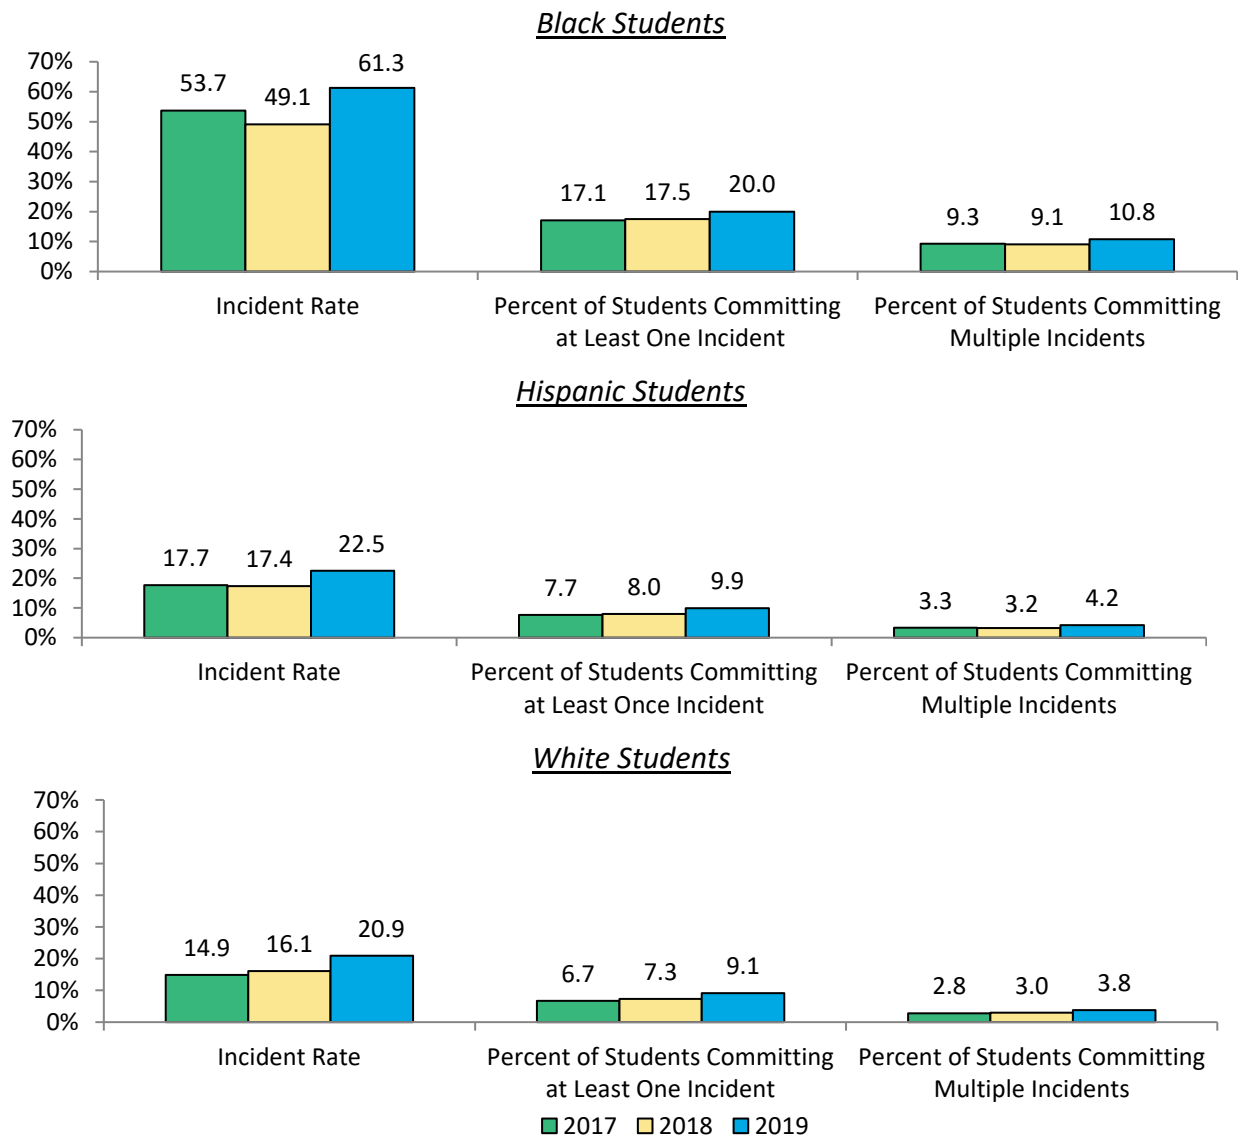 Black Students
70%
60%
50%
40%
30%
20%
10%
0%
53.7
49.1
61.3
17.1
17.5
20.0
9.3
9.1
10.8
Incident Rate
Percent of Students Committing
at Least One Incident
Percent of Students Committing
Multiple Incidents
Hispanic Students
70%
60%
50%
40%
30%
20%
10%
0%
17.7
17.4
22.5
7.7
8.0
9.9
3.3
3.2
4.2
Incident Rate
Percent of Students Committing
at Least Once Incident
Percent of Students Committing
Multiple Incidents
White Students
70%
60%
50%
40%
30%
20%
10%
0%
14.9
16.1
20.9
6.7
7.3
9.1
2.8
3.0
3.8
Incident Rate
Percent of Students Committing
at Least One Incident
Percent of Students Committing
Multiple Incidents
2017 2018 2019